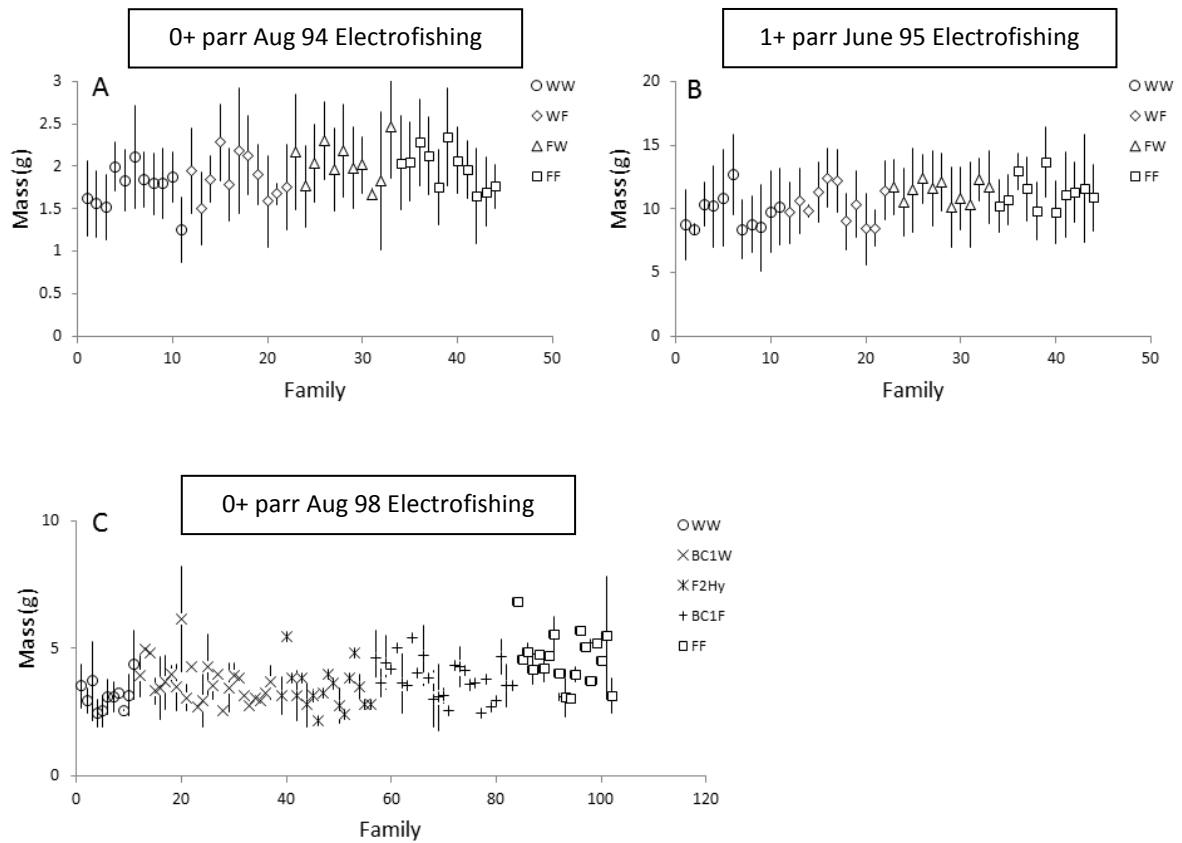 0+ parr Aug 94 Electrofishing
A
3
2.5
2
1.5
1
0.5
0
0 10 20 30 40 50
Mass(g)
Family
WW
WF
FW
FF
1+ parr June 95 Electrofishing
B
20
15
10
5
0
0 10 20 30 40 50
Mass(g)
Family
WW
WF
FW
FF
0+ parr Aug 98 Electrofishing
C
10
5
0
0 20 40 60 80 100 120
Mass(g)
Family
WW
BC1W
F2Hy
BC1F
FF